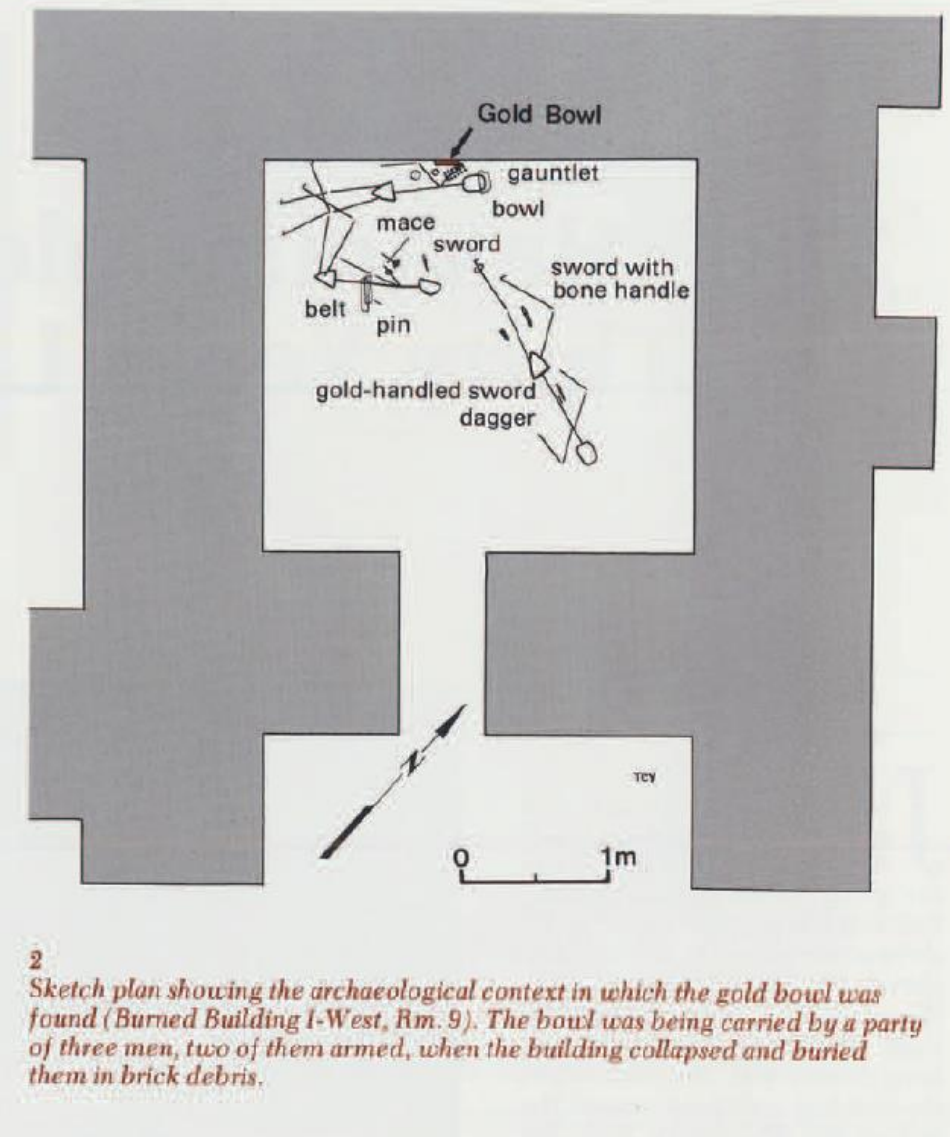 Gold Bowl
gauntlet
bowl
mace
sword
sword with
bone handle
belt
pin
gold-handled sword
dagger
N
TCY
0 1m
2
Sketch plan showing the archaeological context in which the gold bowl was
found (Burned Building I-West, Rm. 9). The bowl was being carried by a party
of three men, two of them armed, when the building collapsed and buried
them in brick debris.